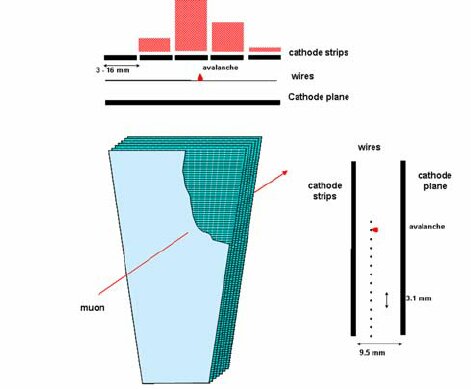 cathode strips
avalanche
3 - 16 mm
wires
Cathode plane
wires
cathode
strips
cathode
plane
avalanche
muon
3.1 mm
9.5 mm